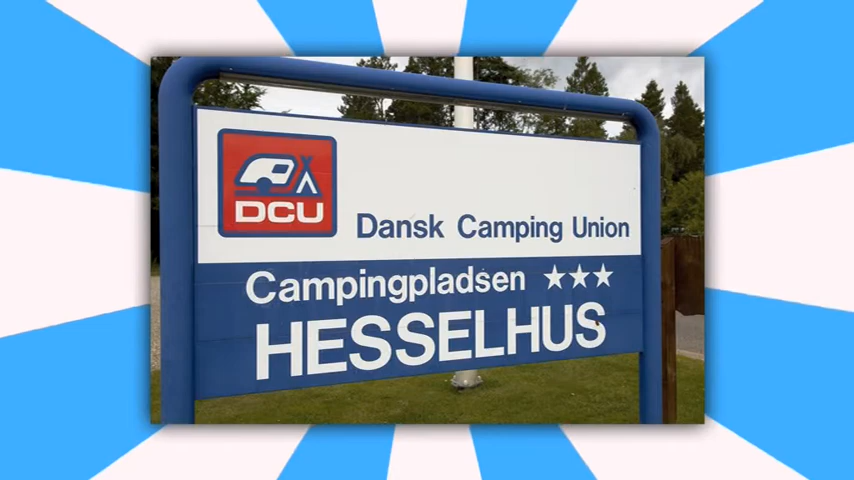 DCU
Dansk Camping Union
Campingpladsen ★★★
HESSELHUS